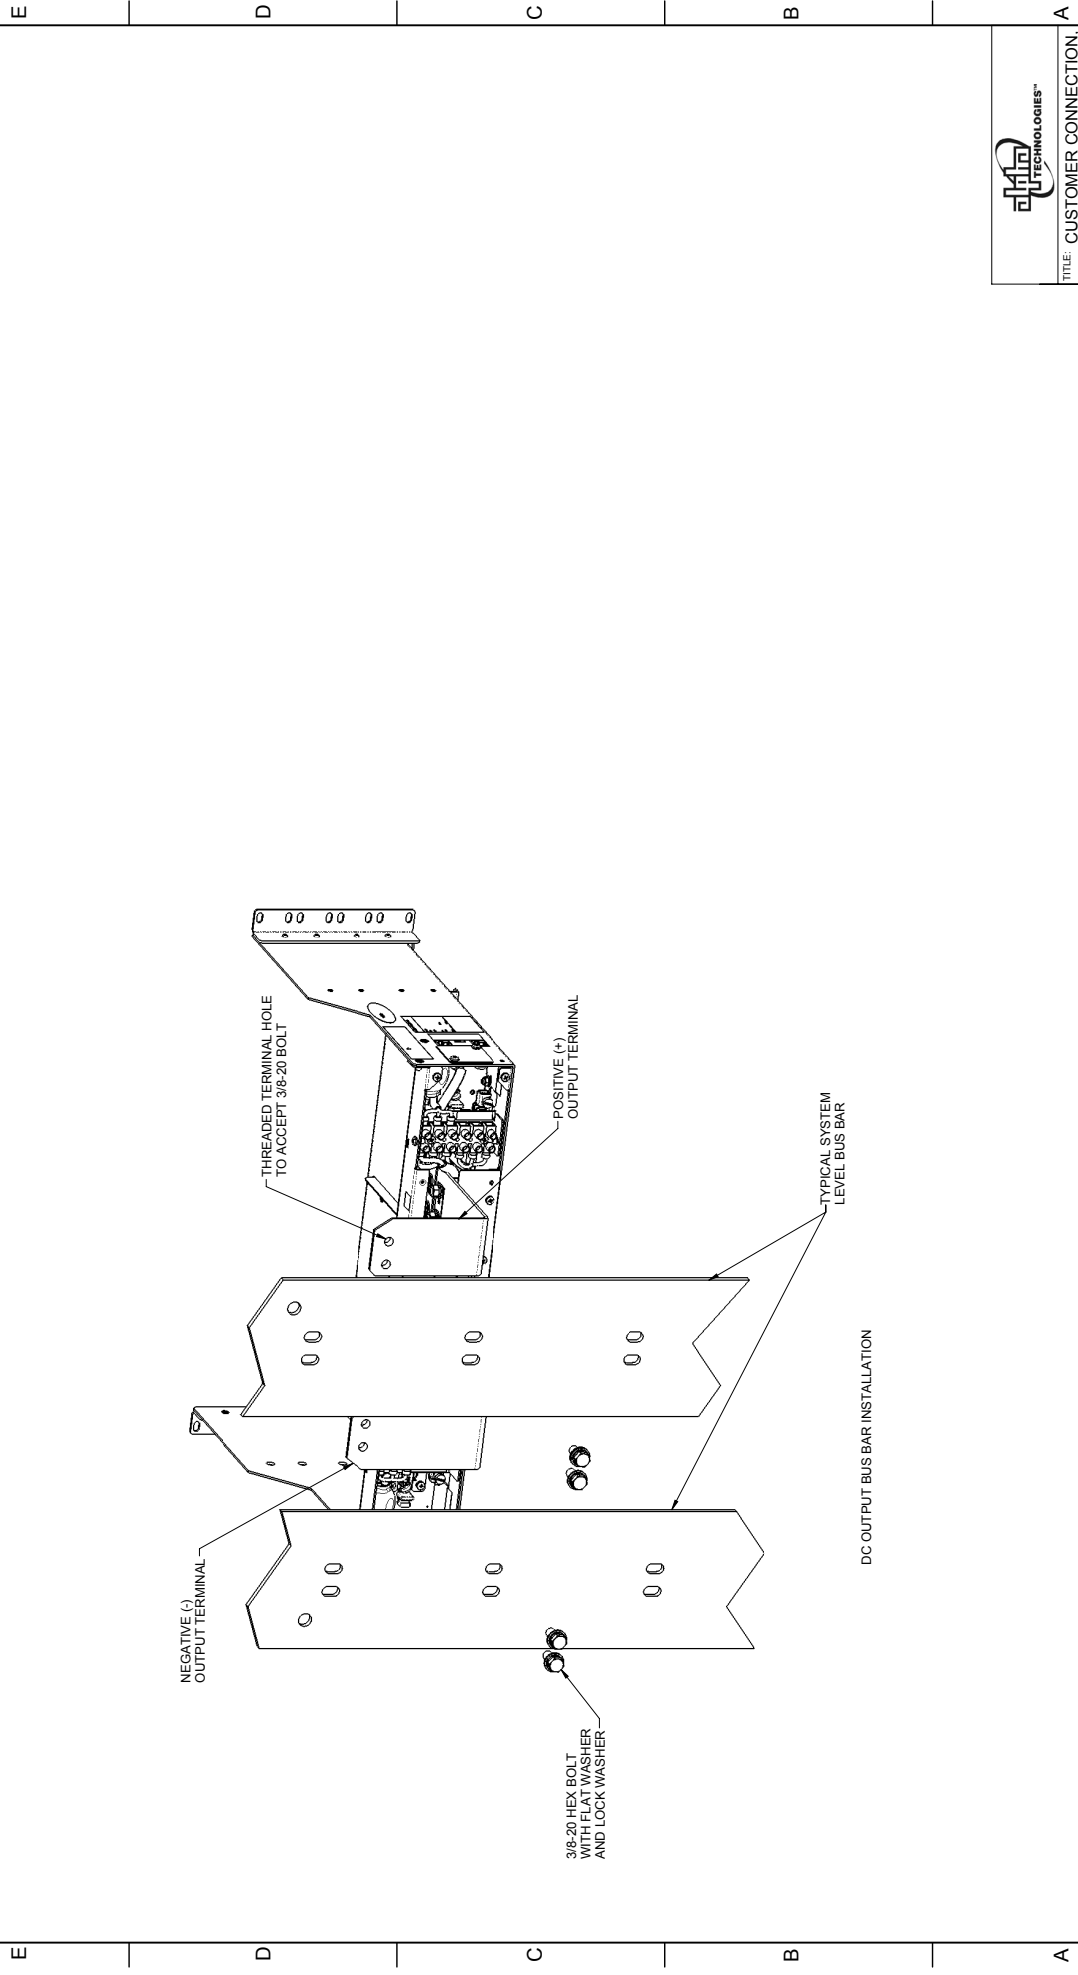 E
D
C
B
A
NEGATIVE (-)
OUTPUT TERMINAL
THREADED TERMINAL HOLE
TO ACCEPT 3/8-20 BOLT
POSITIVE (+)
OUTPUT TERMINAL
3/8-20 HEX BOLT
WITH FLAT WASHER
AND LOCK WASHER
TYPICAL SYSTEM
LEVEL BUS BAR
DC OUTPUT BUS BAR INSTALLATION
E
D
C
B
A
TECHNOLOGIES™
TITLE: CUSTOMER CONNECTION,